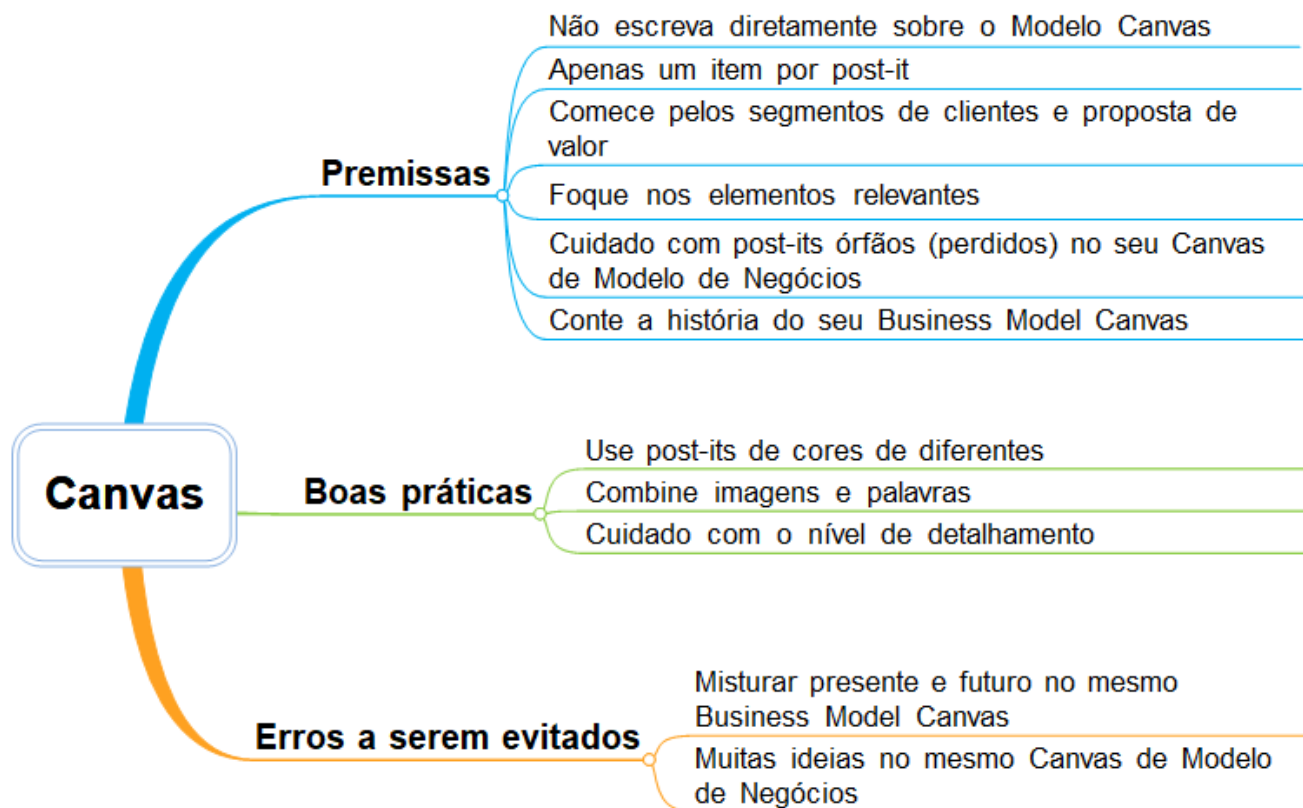 Não escreva diretamente sobre o Modelo Canvas
Apenas um item por post-it
Comece pelos segmentos de clientes e proposta de
valor
Premissas
Foque nos elementos relevantes
Cuidado com post-its órfãos (perdidos) no seu Canvas
de Modelo de Negócios
Conte a história do seu Business Model Canvas
Canvas
Boas práticas
Use post-its de cores de diferentes
Combine imagens e palavras
Cuidado com o nível de detalhamento
Erros a serem evitados
Misturar presente e futuro no mesmo
Business Model Canvas
Muitas ideias no mesmo Canvas de Modelo
de Negócios